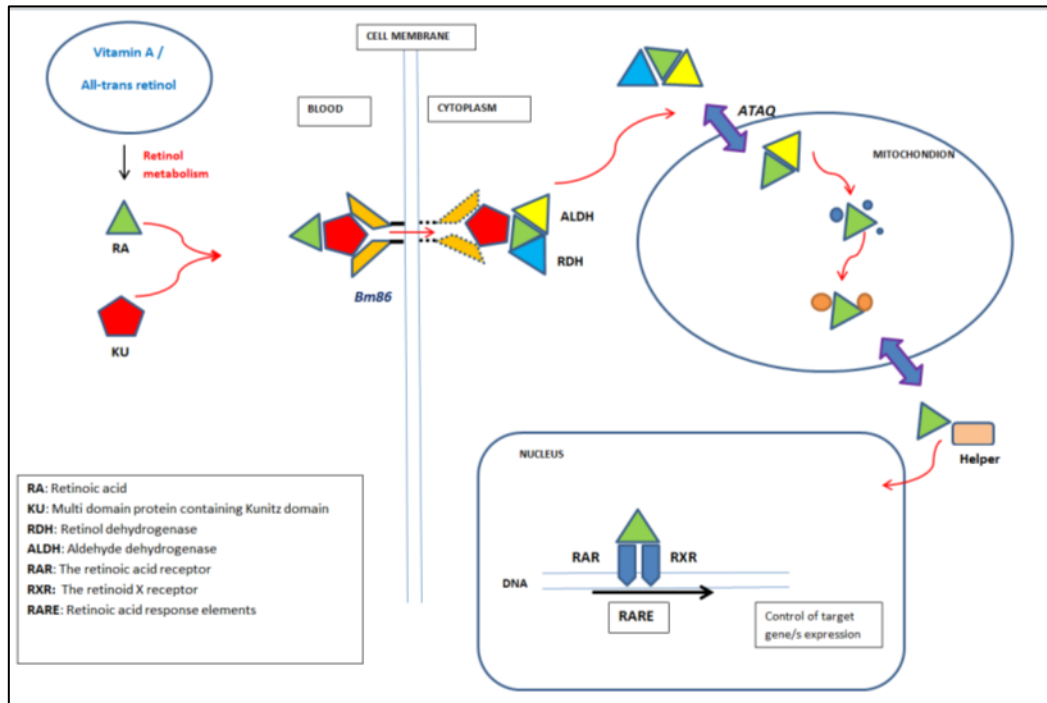 CELL MEMBRANE
Vitamin A /
All-trans retinol
BLOOD
CYTOPLASM
ATAQ
Retinol
metabolism
MITOCHONDION
RA
ALDH
RDH
Bm86
KU
Helper
NUCLEUS
RA: Retinoic acid
KU: Multi domain protein containing Kunitz domain
RDH: Retinol dehydrogenase
ALDH: Aldehyde dehydrogenase
RAR: The retinoic acid receptor
RXR: The retinoid X receptor
RARE: Retinoic acid response elements
RAR
RXR
DNA
RARE
Control of target
gene/s expression